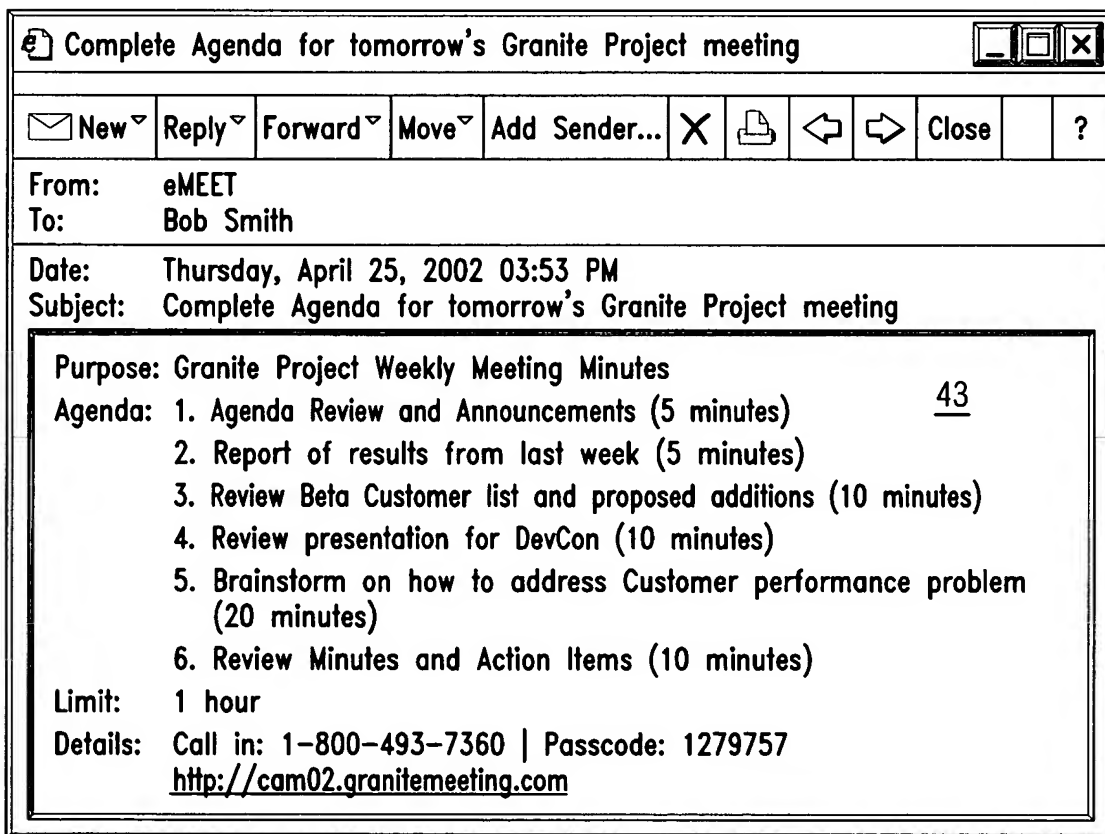 Complete Agenda for tomorrow's Granite Project meeting
New Reply Forward Move Add Sender... X Close ?
From: eMEET
To: Bob Smith
Date: Thursday, April 25, 2002 03:53 PM
Subject: Complete Agenda for tomorrow's Granite Project meeting
Purpose: Granite Project Weekly Meeting Minutes
43
Agenda: 1. Agenda Review and Announcements (5 minutes)
2. Report of results from last week (5 minutes)
3. Review Beta Customer list and proposed additions (10 minutes)
4. Review presentation for DevCon (10 minutes)
5. Brainstorm on how to address Customer performance problem
(20 minutes)
6. Review Minutes and Action Items (10 minutes)
Limit: 1 hour
Details: Call in: 1-800-493-7360 | Passcode: 1279757
http://cam02.granitemeeting.com